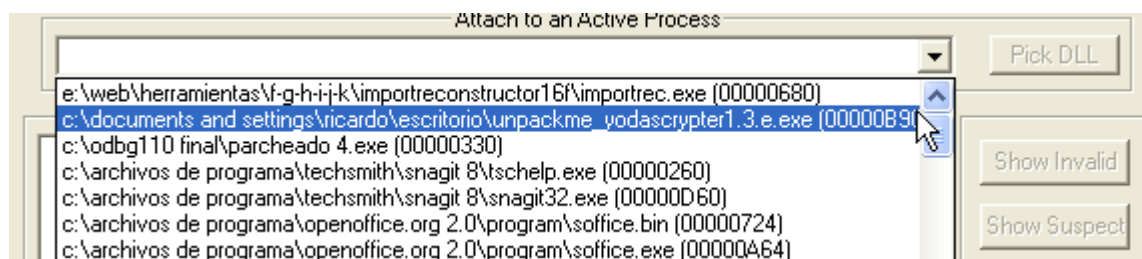 Attach to an Active Process
Pick DLL
e:\web\herramientas\f-g-h-i-j-k\importreconstructor16f\importrec.exe (00000680)
c:\documents and settings\ricardo\escritorio\unpackme_yodascrypter1.3.e.exe (00000B90
c:\odbg110 final\parcheado 4.exe (00000330)
Show Invalid
c:\archivos de programa\techsmith\snagit 8\tschelp.exe (00000260)
c:\archivos de programa\techsmith\snagit 8\snagit32.exe (00000D60)
c:\archivos de programa\openoffice.org 2.0\program\soffice.bin (00000724)
Show Suspect
c:\archivos de programa\openoffice.org 2.0\program\soffice.exe (00000A64)